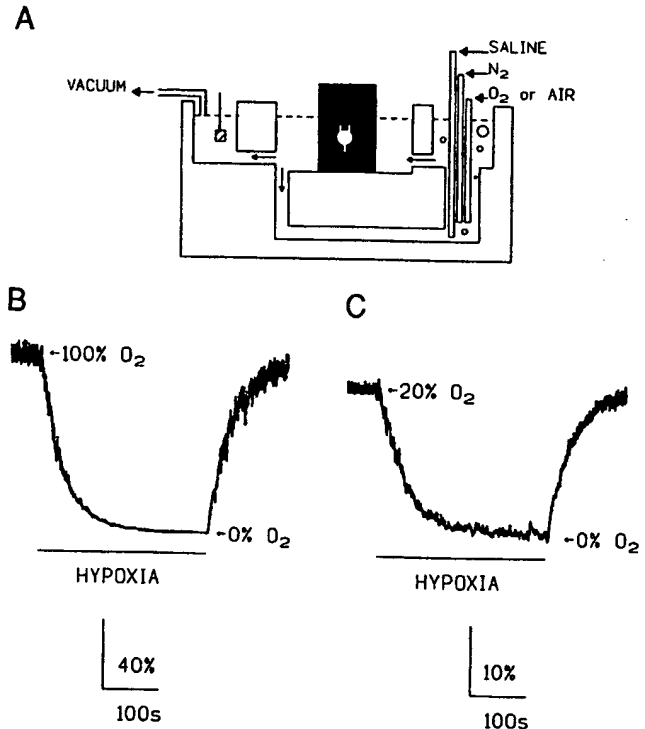 A
SALINE
N₂
VACUUM
O₂ or AIR
B
C
←100% O₂
←20% O₂
←0% O₂
←0% O₂
HYPOXIA
HYPOXIA
40%
10%
100s
100s